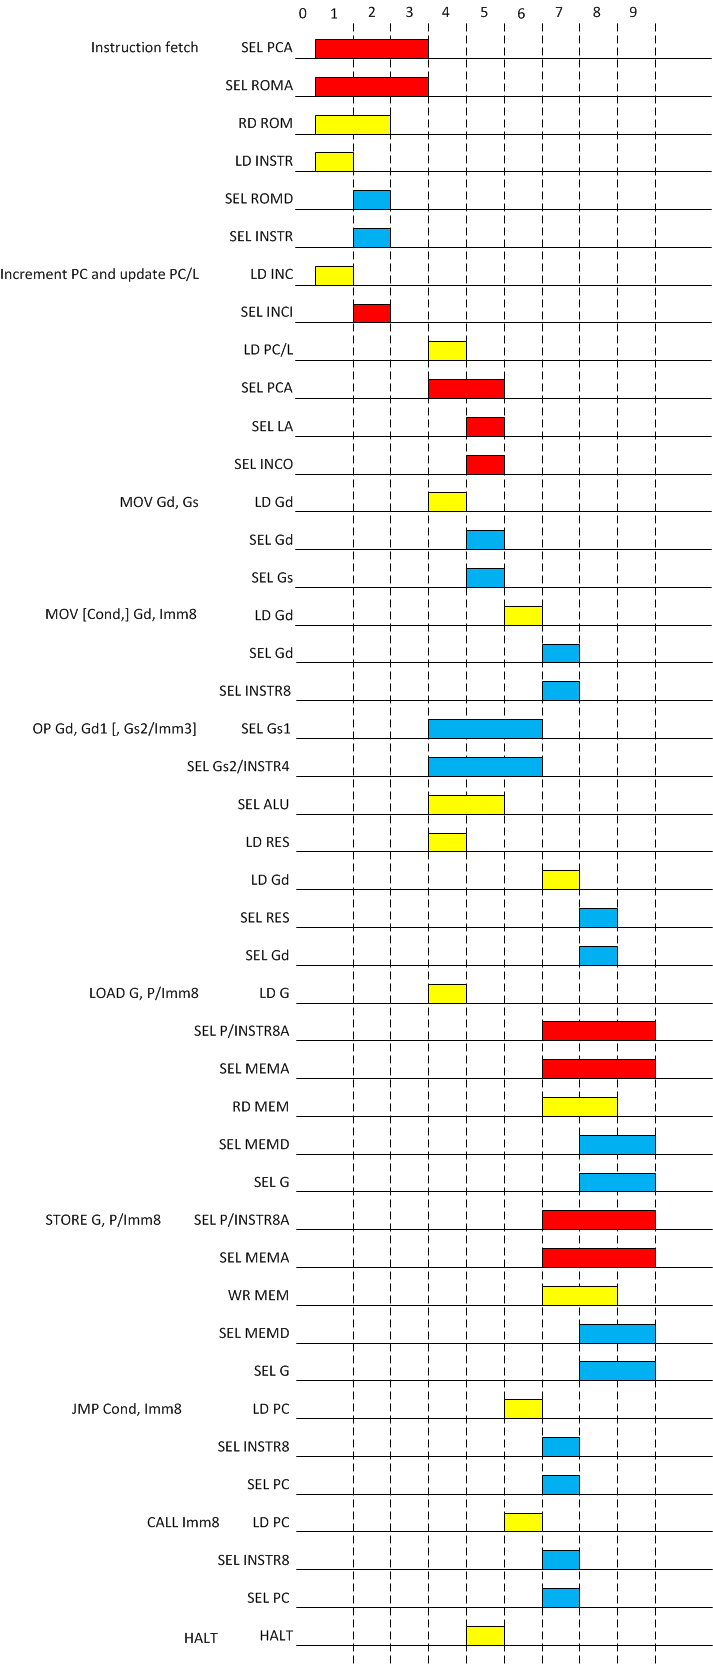 0 1 2 3 4 5 6 7 8 9
Instruction fetch SEL PCA
SEL ROMA
RD ROM
LD INSTR
SEL ROMD
SEL INSTR
Increment PC and update PC/L LD INC
SEL INCI
LD PC/L
SEL PCA
SEL LA
SEL INCO
MOV Gd, Gs LD Gd
SEL Gd
SEL Gs
MOV [Cond,] Gd, Imm8 LD Gd
SEL Gd
SEL INSTR8
OP Gd, Gd1 [, Gs2/Imm3] SEL Gs1
SEL Gs2/INSTR4
SEL ALU
LD RES
LD Gd
SEL RES
SEL Gd
LOAD G, P/Imm8 LD G
SEL P/INSTR8A
SEL MEMA
RD MEM
SEL MEMD
SEL G
STORE G, P/Imm8 SEL P/INSTR8A
SEL MEMA
WR MEM
SEL MEMD
SEL G
JMP Cond, Imm8 LD PC
SEL INSTR8
SEL PC
CALL Imm8 LD PC
SEL INSTR8
SEL PC
HALT HALT